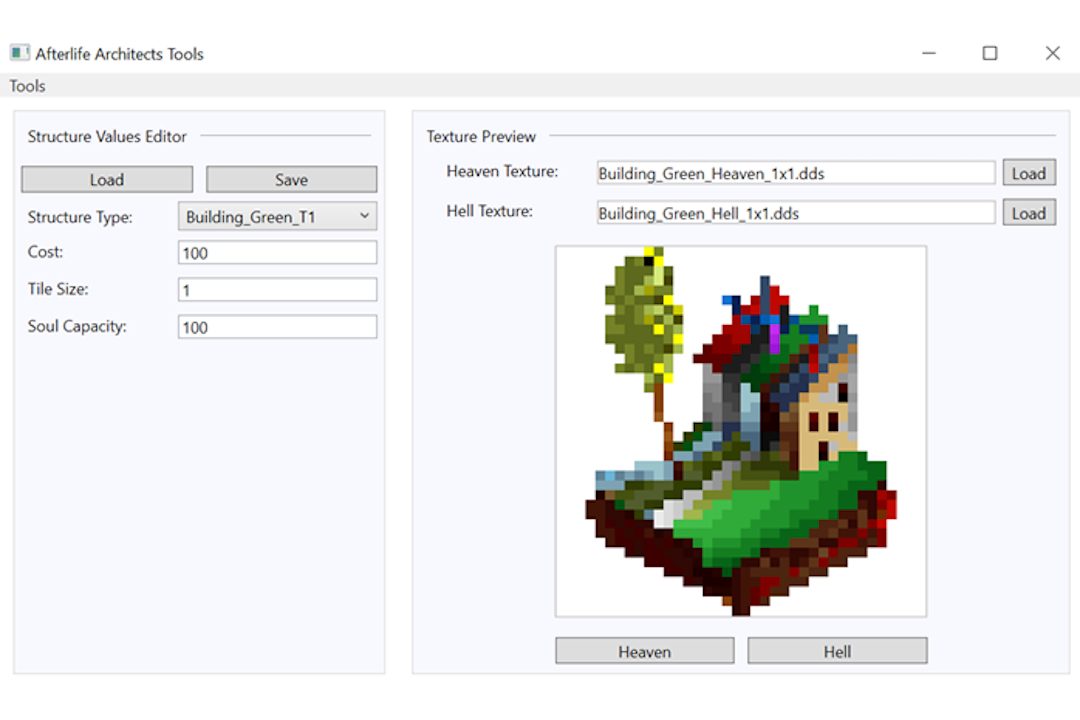 Afterlife Architects Tools
Tools
Structure Values Editor
Load Save
Structure Type: Building_Green_T1
Cost: 100
Tile Size: 1
Soul Capacity: 100
Texture Preview
Heaven Texture: Building_Green_Heaven_1x1.dds Load
Hell Texture: Building_Green_Hell_1x1.dds Load
Heaven Hell